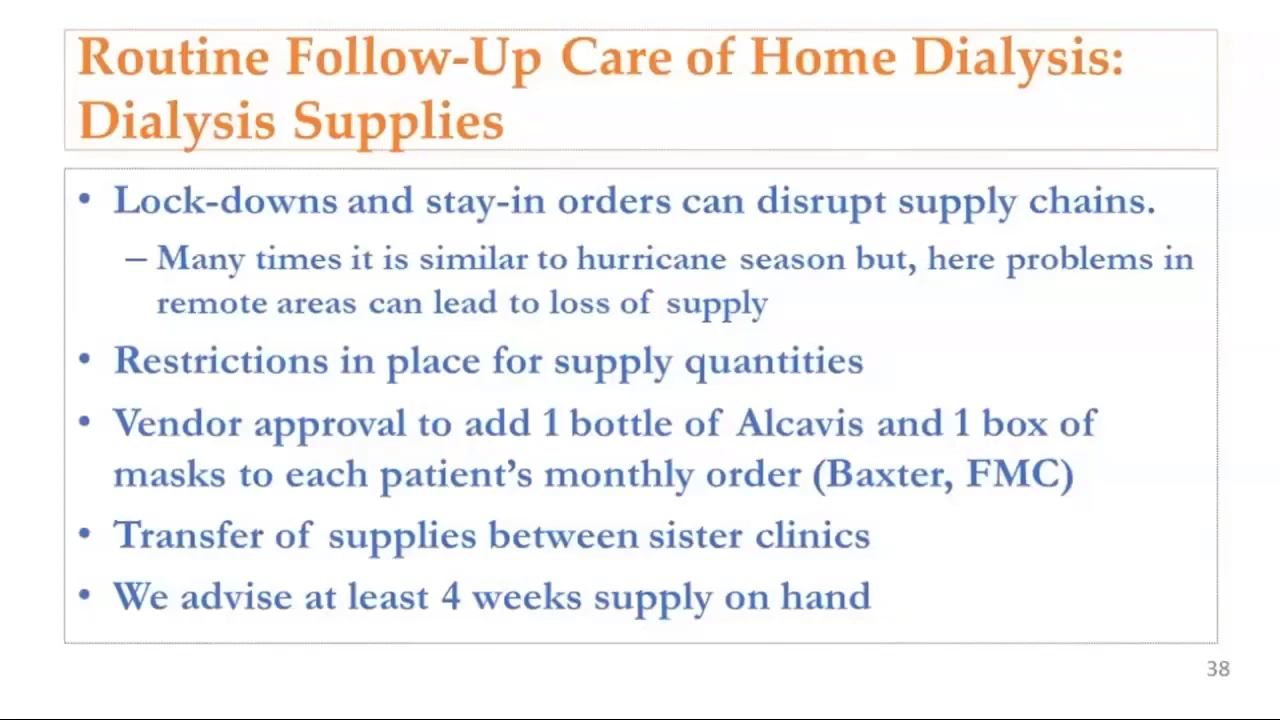 Routine Follow-Up Care of Home Dialysis:
Dialysis Supplies
• Lock-downs and stay-in orders can disrupt supply chains.
– Many times it is similar to hurricane season but, here problems in
remote areas can lead to loss of supply
• Restrictions in place for supply quantities
• Vendor approval to add 1 bottle of Alcavis and 1 box of
masks to each patient’s monthly order (Baxter, FMC)
• Transfer of supplies between sister clinics
• We advise at least 4 weeks supply on hand
38